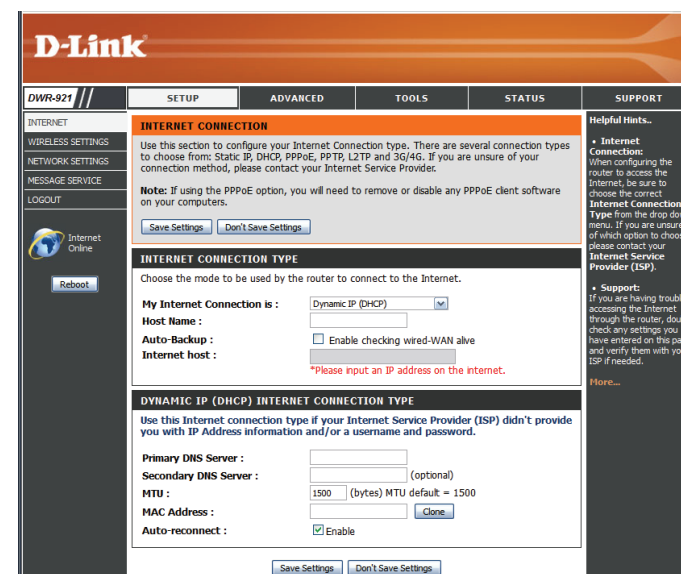 D-Link
DWR-921
SETUP
ADVANCED
TOOLS
STATUS
SUPPORT
INTERNET
WIRELESS SETTINGS
NETWORK SETTINGS
MESSAGE SERVICE
LOGOUT
Internet
Online
Reboot
INTERNET CONNECTION
Use this section to configure your Internet Connection type. There are several connection types
to choose from: Static IP, DHCP, PPPoE, PPTP, L2TP and 3G/4G. If you are unsure of your
connection method, please contact your Internet Service Provider.
Note: If using the PPPoE option, you will need to remove or disable any PPPoE client software
on your computers.
Save Settings Don't Save Settings
INTERNET CONNECTION TYPE
Choose the mode to be used by the router to connect to the Internet.
My Internet Connection is : Dynamic IP (DHCP)
Host Name :
Auto-Backup : Enable checking wired-WAN alive
Internet host :
*Please input an IP address on the internet.
DYNAMIC IP (DHCP) INTERNET CONNECTION TYPE
Use this Internet connection type if your Internet Service Provider (ISP) didn't provide
you with IP Address information and/or a username and password.
Primary DNS Server :
Secondary DNS Server : (optional)
MTU : 1500 (bytes) MTU default = 1500
MAC Address : Clone
Auto-reconnect : Enable
Save Settings Don't Save Settings
Helpful Hints..
• Internet
Connection:
When configuring the
router to access the
Internet, be sure to
choose the correct
Internet Connection
Type from the drop
menu. If you are unsure
of which option to
please contact your
Internet Service
Provider (ISP).
• Support:
If you are having
accessing the Internet
through the router,
check any settings you
have entered on this
and verify them with
ISP if needed.
More...